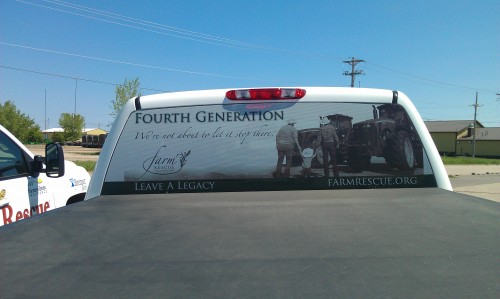 FOURTH GENERATION
We're not about to let it stop there.
farm
RESCUE
LEAVE A LEGACY
FARMRESCUE.ORG
Rescue